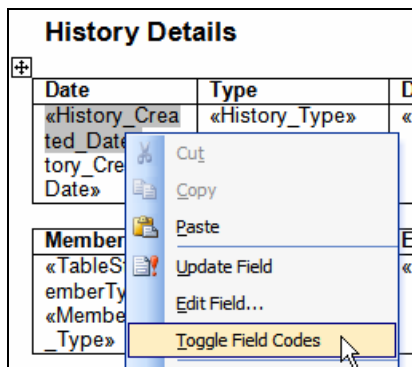 History Details
Date Type D
«History_Crea «History_Type» «
ted_Date
tory_Cre
Date»
Cut
Copy
Paste
Member E
«TableS «
Update Field
emberTy
Edit Field...
«Membe
_Type»
Toggle Field Codes